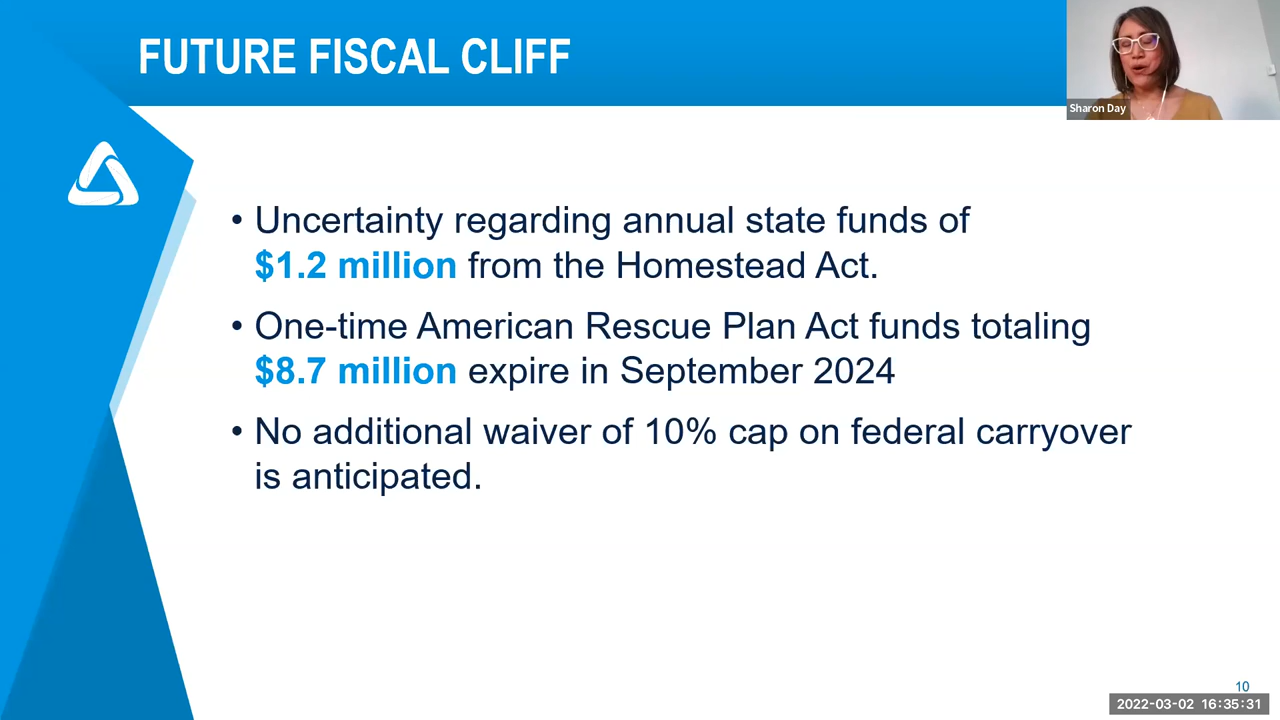 FUTURE FISCAL CLIFF
Sharon Day
• Uncertainty regarding annual state funds of
$1.2 million from the Homestead Act.
• One-time American Rescue Plan Act funds totaling
$8.7 million expire in September 2024
• No additional waiver of 10% cap on federal carryover
is anticipated.
10
2022-03-02 16:35:31